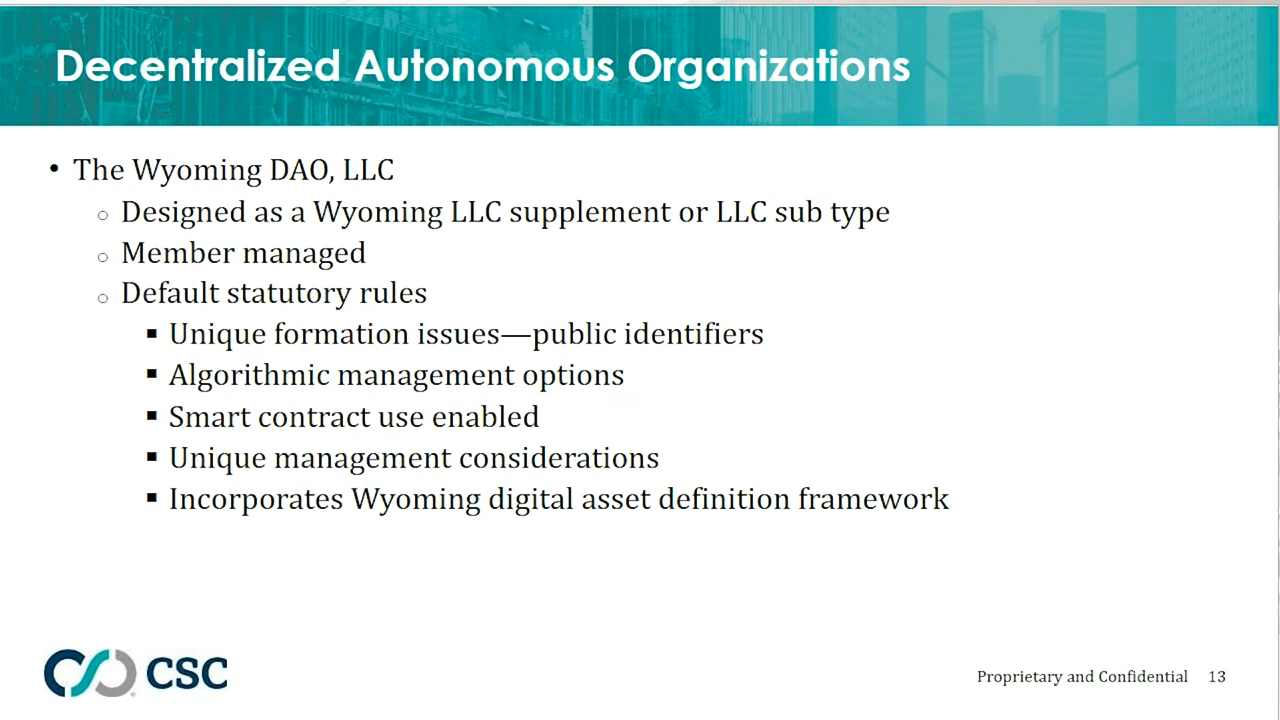 Decentralized Autonomous Organizations
• The Wyoming DAO, LLC
○ Designed as a Wyoming LLC supplement or LLC sub type
○ Member managed
○ Default statutory rules
▪ Unique formation issues—public identifiers
▪ Algorithmic management options
▪ Smart contract use enabled
▪ Unique management considerations
▪ Incorporates Wyoming digital asset definition framework
CSC
Proprietary and Confidential 13